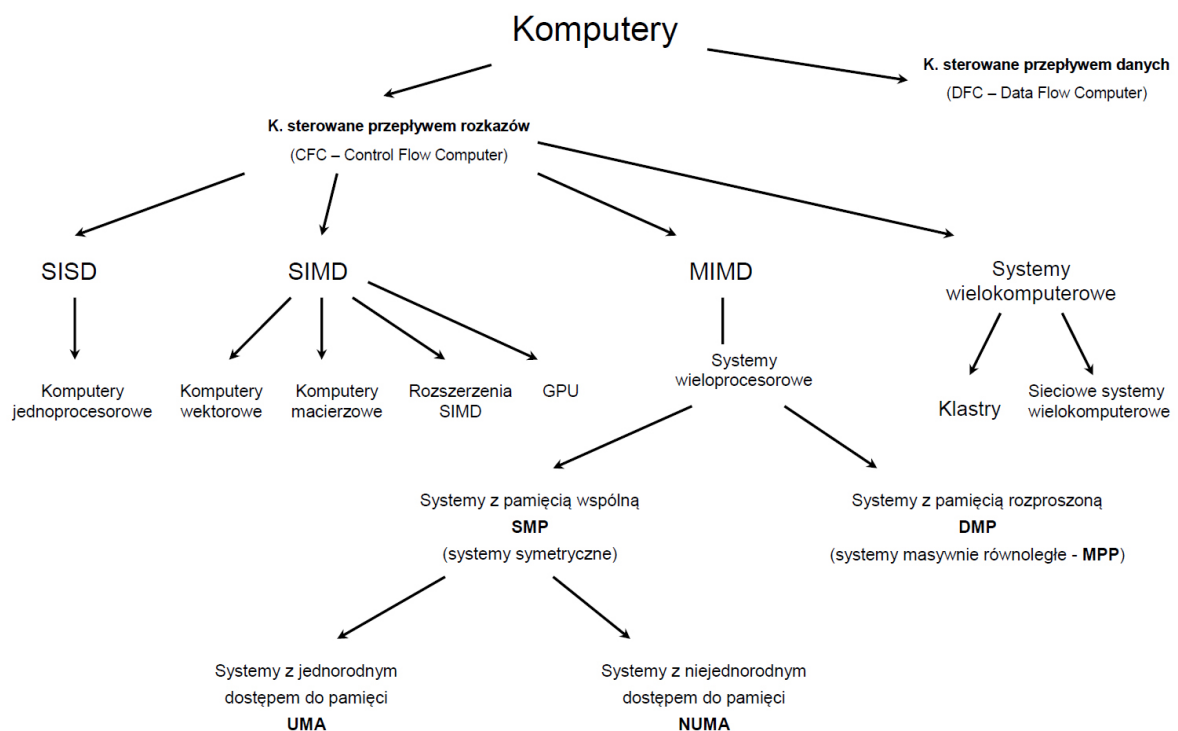 Komputery
K. sterowane przepływem danych
(DFC – Data Flow Computer)
K. sterowane przepływem rozkazów
(CFC – Control Flow Computer)
SISD
SIMD
MIMD
Systemy
wielokomputerowe
Komputery
jednoprocesorowe
Komputery
wektorowe
Komputery
macierzowe
Rozszerzenia
SIMD
GPU
Systemy
wieloprocesorowe
Klastry
Sieciowe systemy
wielokomputerowe
Systemy z pamięcią wspólną
SMP
(systemy symetryczne)
Systemy z pamięcią rozproszoną
DMP
(systemy masywnie równoległe - MPP)
Systemy z jednorodnym
dostępem do pamięci
UMA
Systemy z niejednorodnym
dostępem do pamięci
NUMA